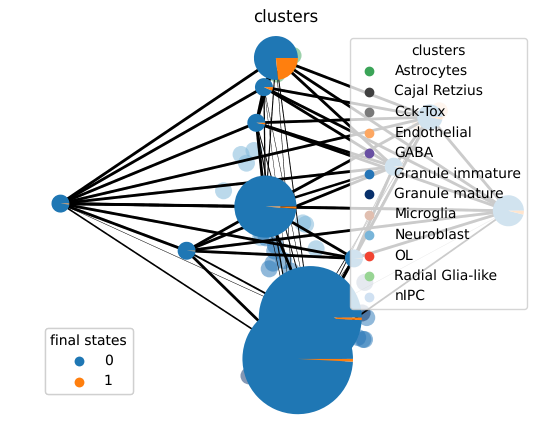 clusters
clusters
Astrocytes
Cajal Retzius
Cck-Tox
Endothelial
GABA
Granule immature
Granule mature
Microglia
Neuroblast
OL
Radial Glia-like
nIPC
final states
0
1